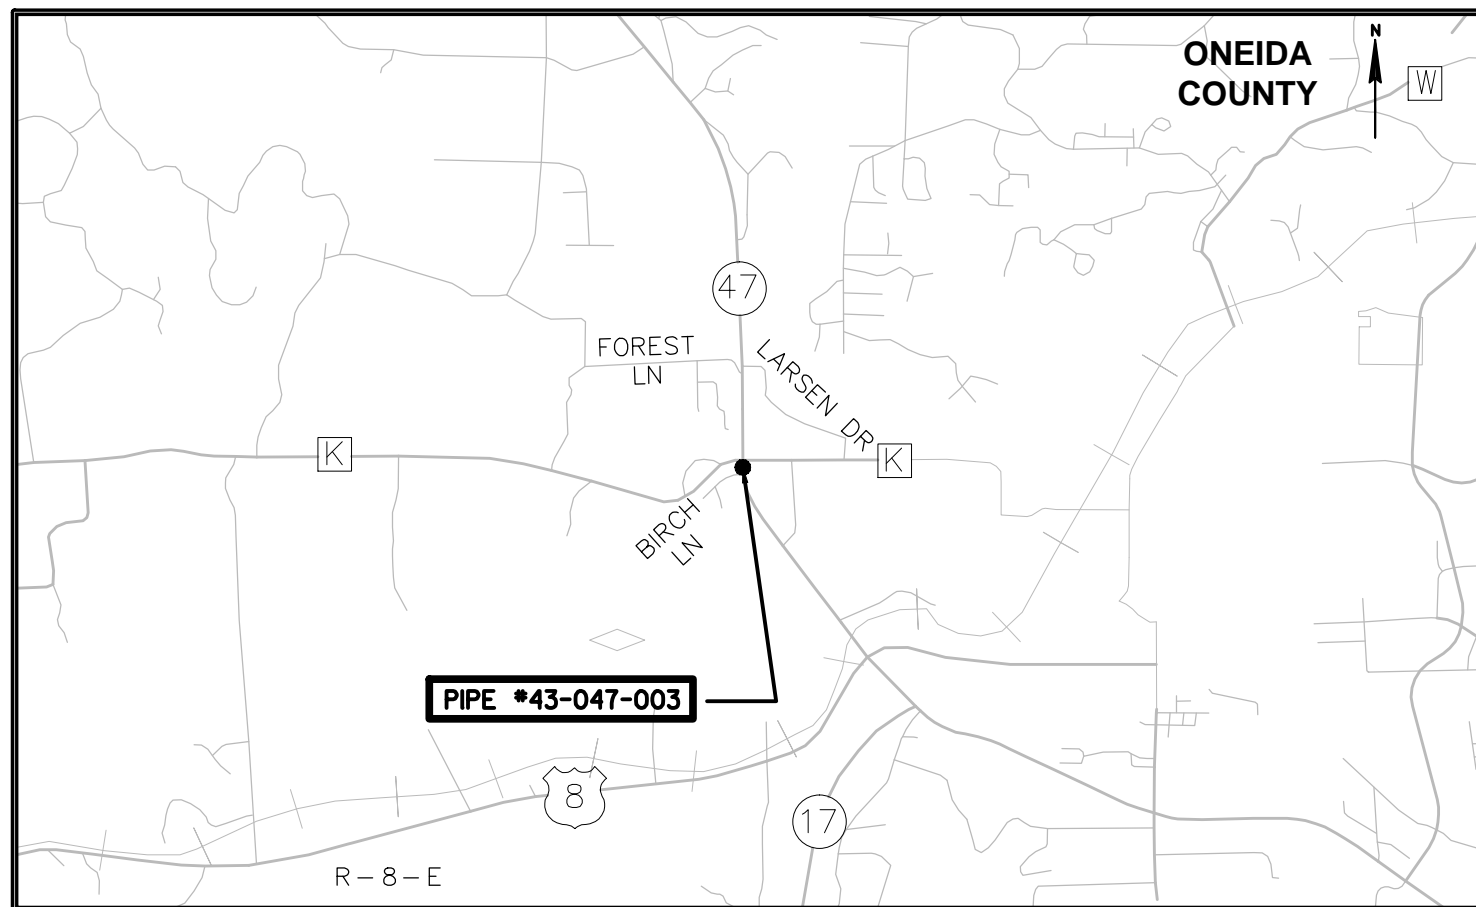 ONEIDA
COUNTY
N
W
47
FOREST
LN
LARSEN DR
K
K
BIRCH
LN
PIPE #43-047-003
8
17
R-8-E